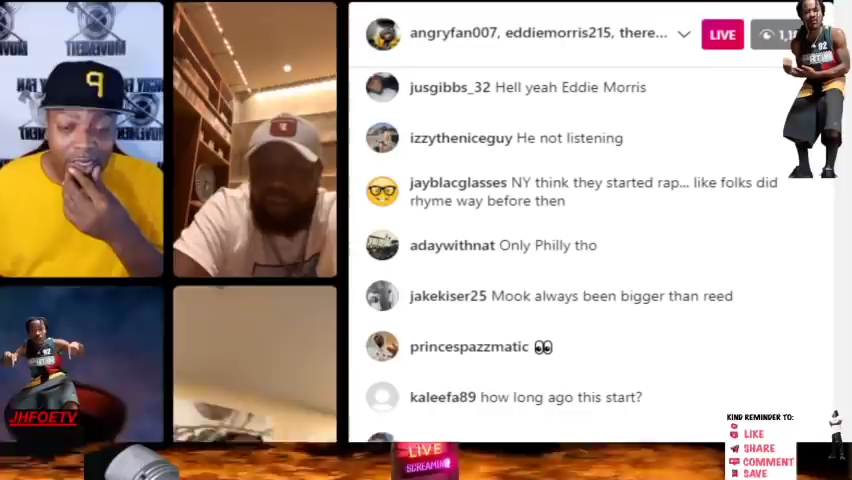 angryfan007, eddiemorris215, there...
LIVE
jusgibbs_32 Hell yeah Eddie Morris
izzytheniceguy He not listening
jayblacglasses NY think they started rap... like folks did
rhyme way before then
adaywithnat Only Philly tho
jakekiser25 Mook always been bigger than reed
princespazzmatic 👀
kaleefa89 how long ago this start?
JHFOETV
LIVE
SCREAMING
KIND REMINDER TO:
LIKE
SHARE
COMMENT
SAVE